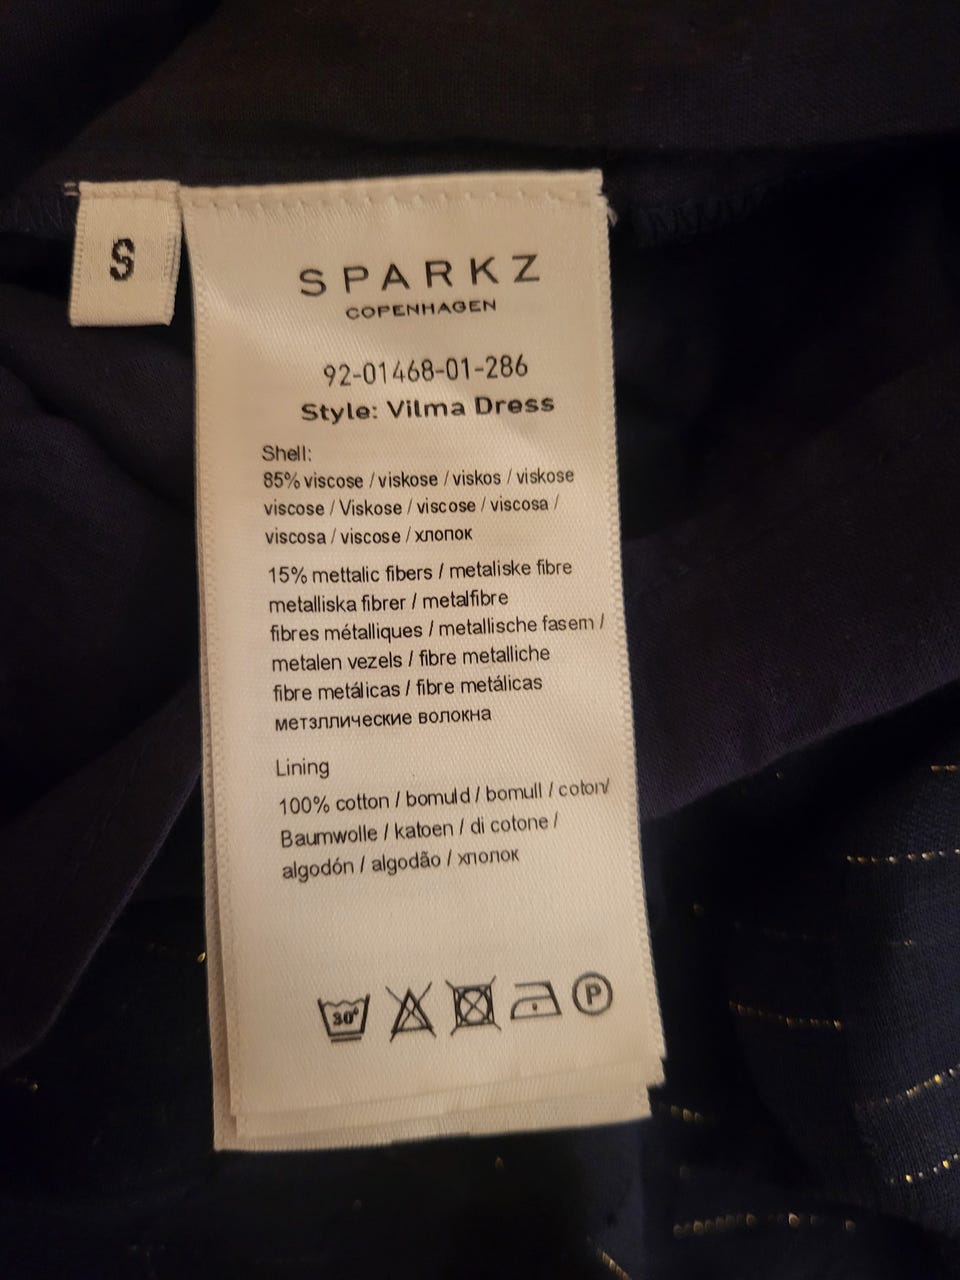 S
SPARKZ
COPENHAGEN
92-01468-01-286
Style: Vilma Dress
Shell:
85% viscose / viskose / viskos / viskose
viscose / Viskose / viscose / viscosa /
viscosa / viscose / хлопок
15% mettalic fibers / metaliske fibre
metalliska fibrer / metalfibre
fibres métalliques / metallische fasern /
metalen vezels / fibre metalliche
fibre metálicas / fibre metálicas
метзллические волокна
Lining
100% cotton / bomuld / bomull / coton/
Baumwolle / katoen / di cotone /
algodón / algodão / хлопок
30° P